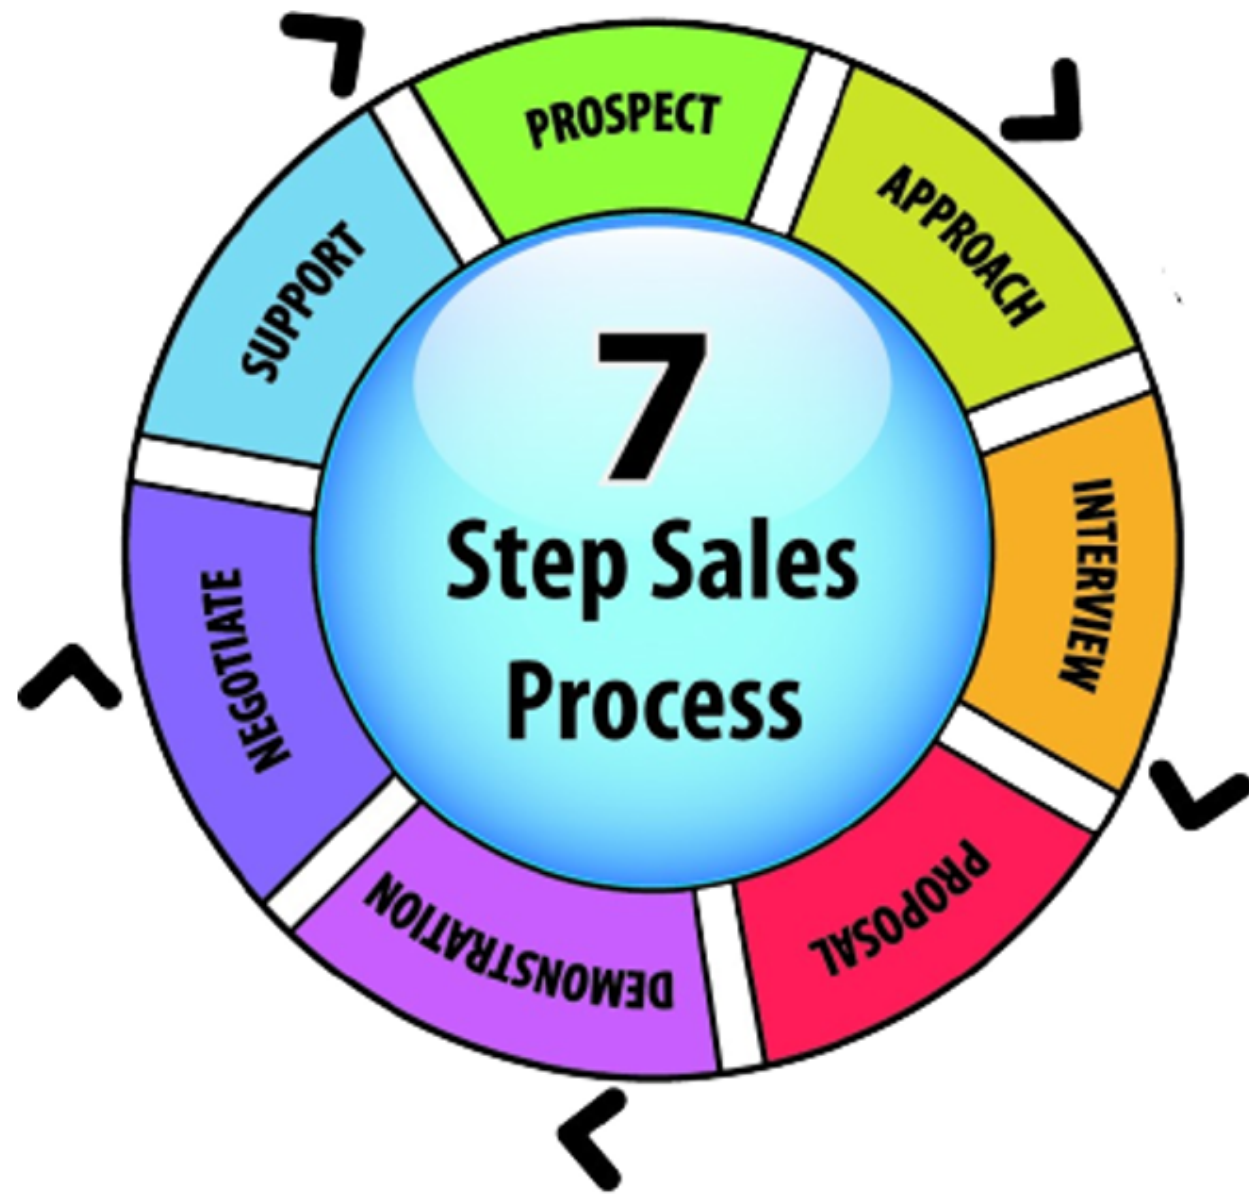 7
Step Sales
Process
PROSPECT
APPROACH
INTERVIEW
PROPOSAL
DEMONSTRATION
NEGOTIATE
SUPPORT